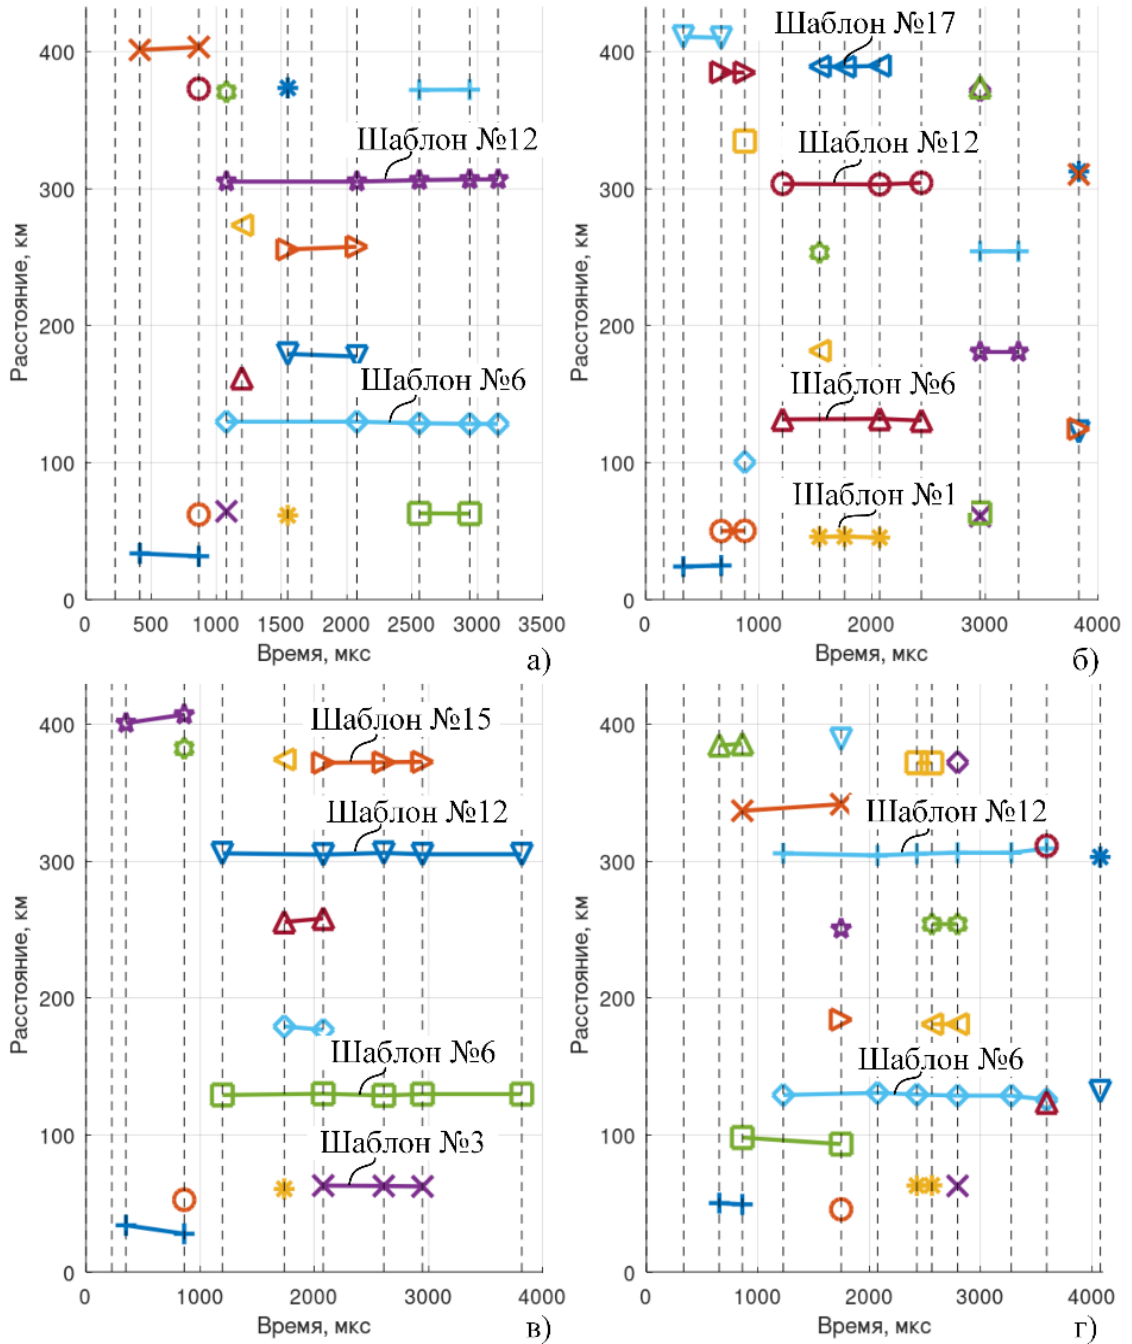 400
300
200
100
0
Расстояние, км
Шаблон №12
Шаблон №6
0 500 1000 1500 2000 2500 3000 3500
Время, мкс
а)
400
300
200
100
0
Расстояние, км
Шаблон №17
Шаблон №12
Шаблон №6
Шаблон №1
0 1000 2000 3000 4000
Время, мкс
б)
400
300
200
100
0
Расстояние, км
Шаблон №15
Шаблон №12
Шаблон №6
Шаблон №3
0 1000 2000 3000 4000
Время, мкс
в)
400
300
200
100
0
Расстояние, км
Шаблон №12
Шаблон №6
0 1000 2000 3000 4000
Время, мкс
г)